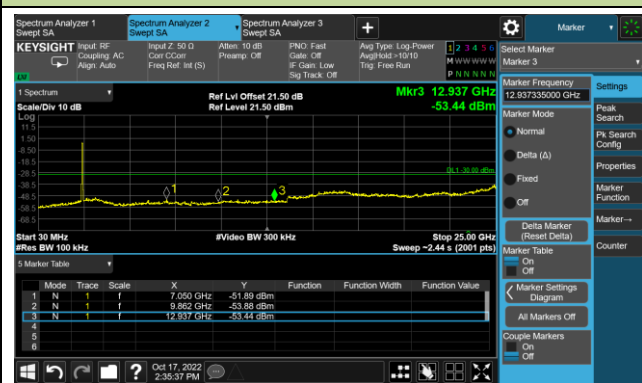 Spectrum Analyzer 1
Swept SA
Spectrum Analyzer 2
Swept SA
Spectrum Analyzer 3
Swept SA
+
Marker
KEYSIGHT
Input: RF
Coupling: AC
Align: Auto
Input Z: 50 Ω
Corr CCorr
Freq Ref: Int (S)
Atten: 10 dB
Preamp: Off
PNO: Fast
Gate: Off
IF Gain: Low
Sig Track: Off
Avg Type: Log-Power
Avg|Hold:>10/10
Trig: Free Run
1 2 3 4 5 6
M W W W W W
P N N N N N
Select Marker
Marker 3
1 Spectrum
Scale/Div 10 dB
Ref Lvl Offset 21.50 dB
Ref Level 21.50 dBm
Mkr3 12.937 GHz
-53.44 dBm
Log
11.5
1.50
-8.50
-18.5
-28.5
-38.5
-48.5
-58.5
-68.5
DL1 -30.00 dBm
1
2
3
Start 30 MHz
#Res BW 100 kHz
#Video BW 300 kHz
Stop 25.00 GHz
Sweep ~2.44 s (2001 pts)
5 Marker Table
Mode Trace Scale X Y Function Function Width Function Value
1 N 1 f 7.050 GHz -51.89 dBm
2 N 1 f 9.862 GHz -53.88 dBm
3 N 1 f 12.937 GHz -53.44 dBm
4
5
6
Marker Frequency
12.937335000 GHz
Marker Mode
Normal
Delta (Δ)
Fixed
Off
Delta Marker
(Reset Delta)
Marker Table
On
Off
Marker Settings
Diagram
All Markers Off
Couple Markers
On
Off
Settings
Peak
Search
Pk Search
Config
Properties
Marker
Function
Marker→
Counter
?
Oct 17, 2022
2:35:37 PM